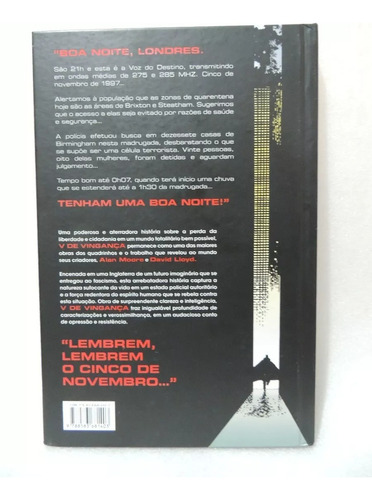 "BOA NOITE, LONDRES.
São 21h e esta é a Voz do Destino, transmitindo
em ondas médias de 275 e 285 MHZ. Cinco de
novembro de 1997...
Alertamos à população que as zonas de quarentena
hoje são as áreas de Brixton e Streatham. Sugerimos
que o acesso a elas seja evitado por razões de saúde
e segurança...
A polícia efetuou busca em dezessete casas de
Birmingham nesta madrugada, desbaratando o que
se supõe ser uma célula terrorista. Vinte pessoas,
oito delas mulheres, foram detidas e aguardam
julgamento...
Tempo bom até 0h07, quando terá início uma chuva
que se estenderá até a 1h30 da madrugada...
TENHAM UMA BOA NOITE!"
Uma poderosa e aterradora história sobre a perda da
liberdade e cidadania em um mundo totalitário bem possível,
V DE VINGANÇA permanece como uma das maiores
obras dos quadrinhos e o trabalho que revelou ao mundo
seus criadores, Alan Moore e David Lloyd.
Encenada em uma Inglaterra de um futuro imaginário que se
entregou ao fascismo, esta arrebatadora história captura a
natureza sufocante da vida em um estado policial autoritário
e a força redentora do espírito humano que se rebela contra
esta situação. Obra de surpreendente clareza e inteligência,
V DE VINGANÇA traz inigualável profundidade de
caracterizações e verossimilhança, em um audacioso conto
de opressão e resistência.
"LEMBREM,
LEMBREM
O CINCO DE
NOVEMBRO..."